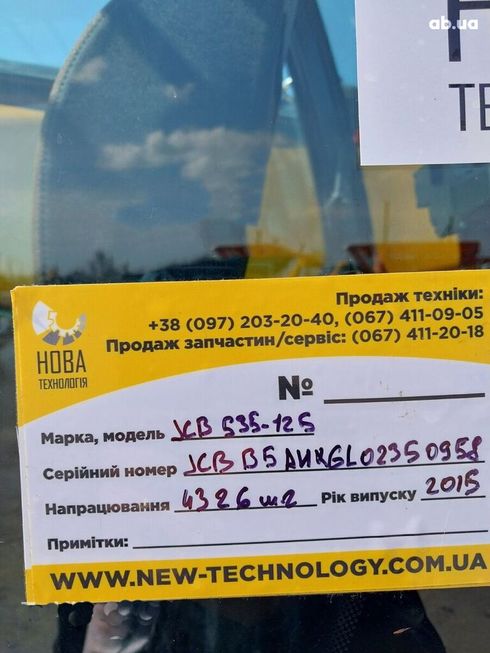 ab.ua
ТЕ
НОВА
ТЕХНОЛОГІЯ
Продаж техніки:
+38 (097) 203-20-40, (067) 411-09-05
Продаж запчастин/сервіс: (067) 411-20-18
№
Марка, модель JCB 535-125
Серійний номер JCB
Напрацювання 4326 Рік випуску 2015
Примітки:
WWW.NEW-TECHNOLOGY.COM.UA